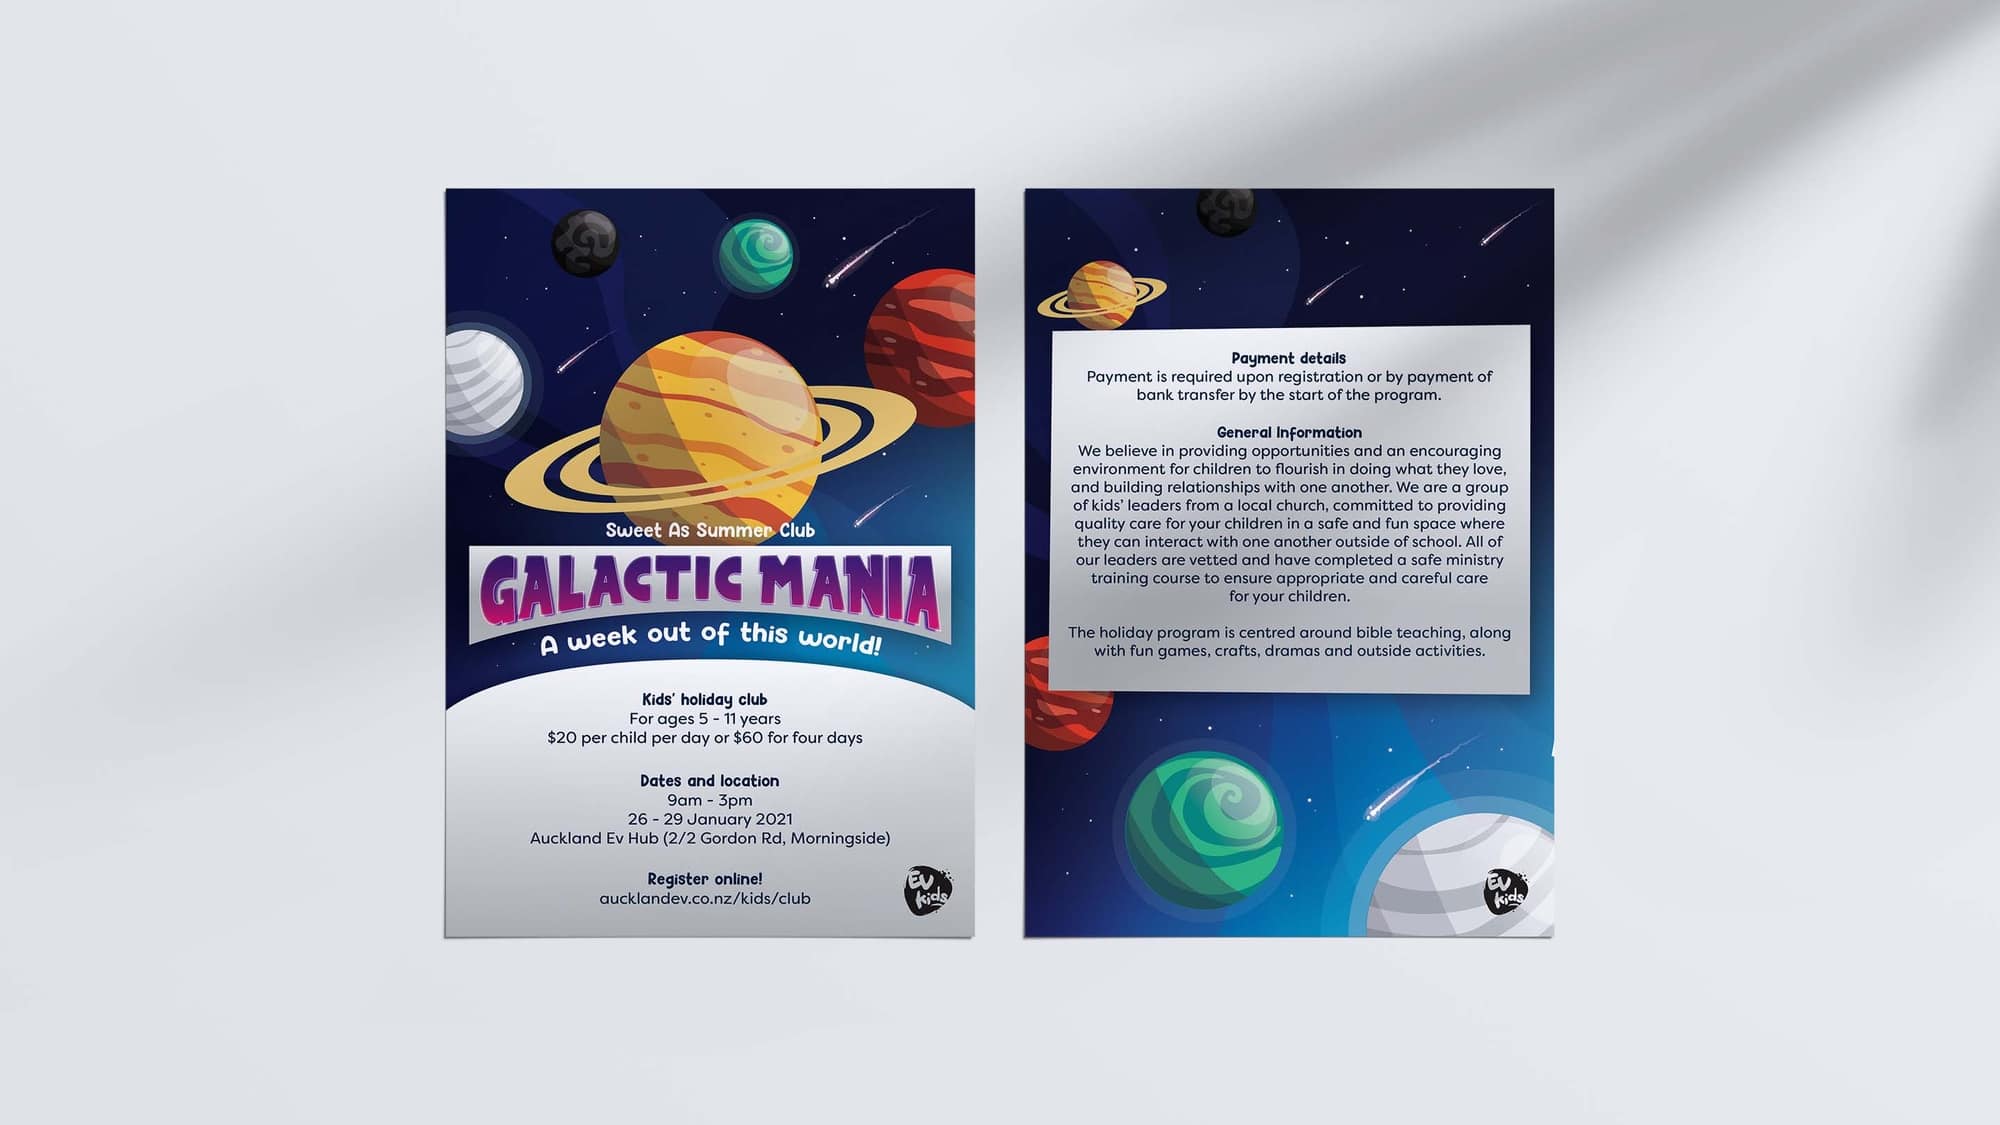 Sweet As Summer Club
GALACTIC MANIA
A week out of this world!
Kids' holiday club
For ages 5 - 11 years
$20 per child per day or $60 for four days
Dates and location
9am - 3pm
26 - 29 January 2021
Auckland Ev Hub (2/2 Gordon Rd, Morningside)
Register online!
aucklandev.co.nz/kids/club
EV
kids
Payment details
Payment is required upon registration or by payment of
bank transfer by the start of the program.
General Information
We believe in providing opportunities and an encouraging
environment for children to flourish in doing what they love,
and building relationships with one another. We are a group
of kids' leaders from a local church, committed to providing
quality care for your children in a safe and fun space where
they can interact with one another outside of school. All of
our leaders are vetted and have completed a safe ministry
training course to ensure appropriate and careful care
for your children.
The holiday program is centred around bible teaching, along
with fun games, crafts, dramas and outside activities.
EV
kids